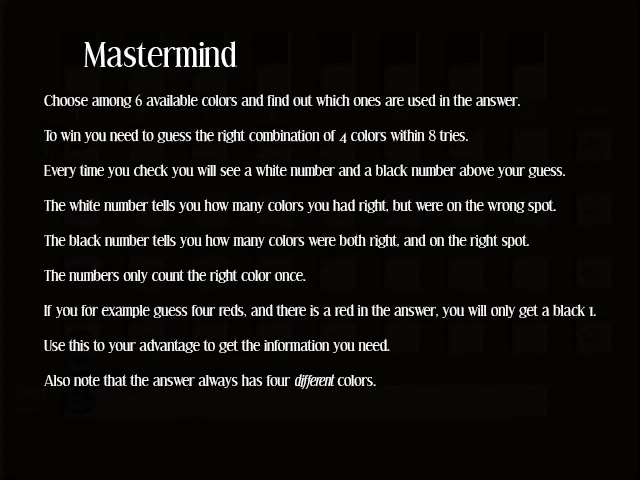 Mastermind
Choose among 6 available colors and find out which ones are used in the answer.
To win you need to guess the right combination of 4 colors within 8 tries.
Every time you check you will see a white number and a black number above your guess.
The white number tells you how many colors you had right, but were on the wrong spot.
The black number tells you how many colors were both right, and on the right spot.
The numbers only count the right color once.
If you for example guess four reds, and there is a red in the answer, you will only get a black 1.
Use this to your advantage to get the information you need.
Also note that the answer always has four different colors.